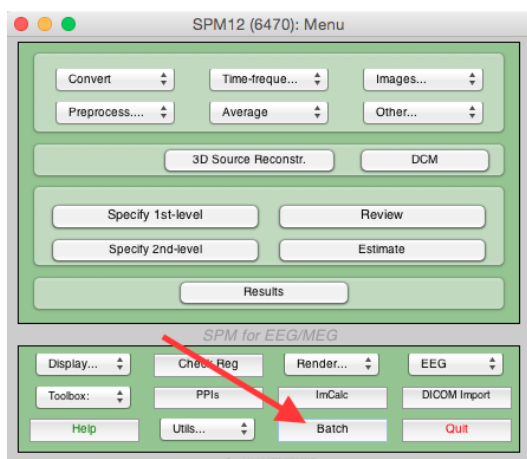 SPM12 (6470): Menu
Convert Time-freque... Images...
Preprocess.... Average Other...
3D Source Reconstr. DCM
Specify 1st-level Review
Specify 2nd-level Estimate
Results
SPM for EEG/MEG
Display... Check Reg Render... EEG
Toolbox: PPIs ImCalc DICOM Import
Help Utils... Batch Quit